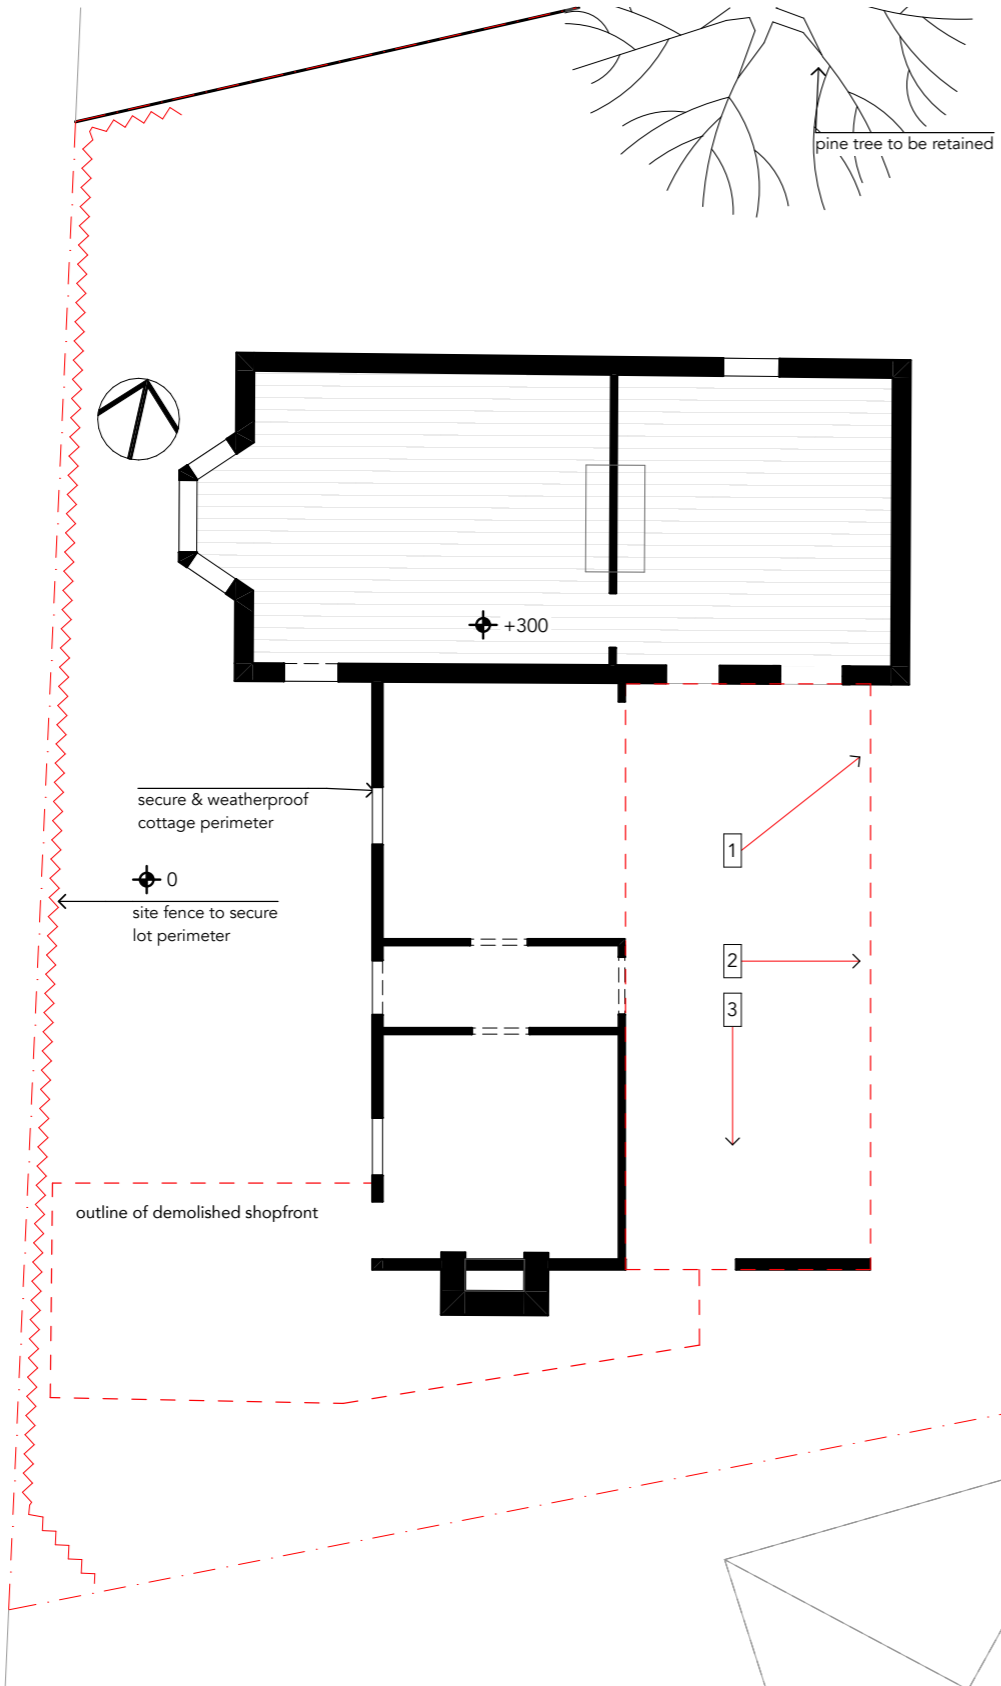 pine tree to be retained
+300
secure & weatherproof
cottage perimeter
1
0
site fence to secure
lot perimeter
2
3
outline of demolished shopfront